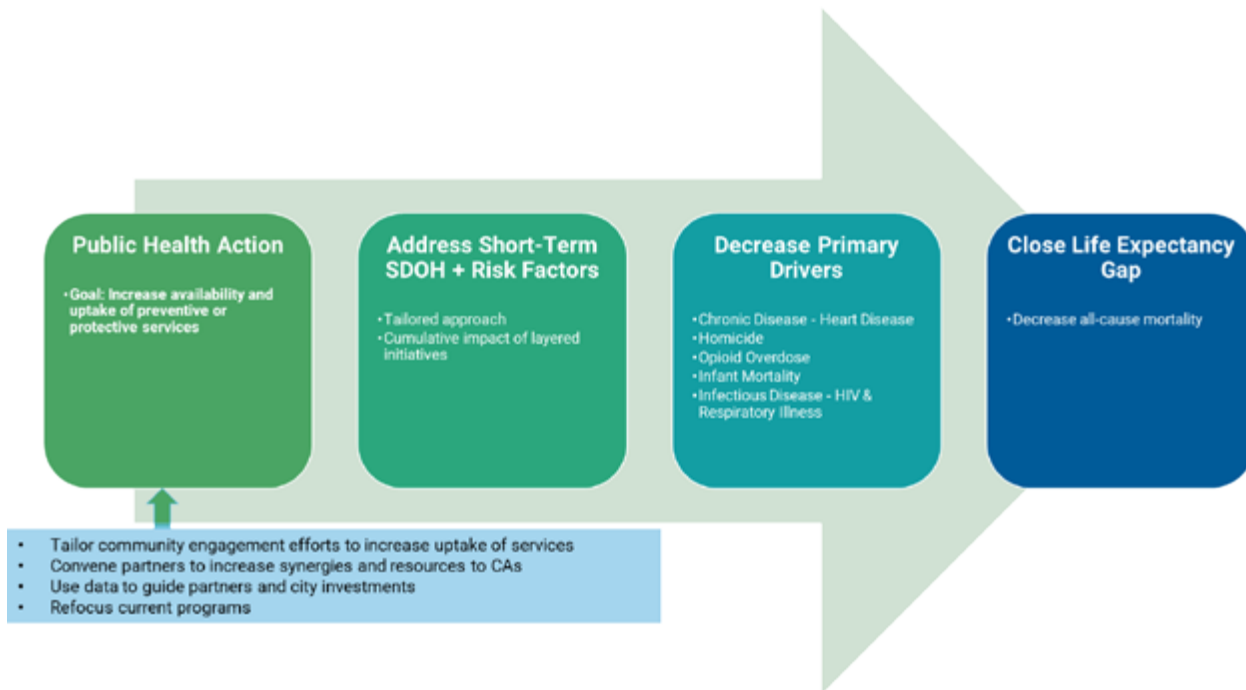 Public Health Action
•Goal: Increase availability and
uptake of preventive or
protective services
Address Short-Term
SDOH + Risk Factors
•Tailored approach
•Cumulative impact of layered
initiatives
Decrease Primary
Drivers
•Chronic Disease - Heart Disease
•Homicide
•Opioid Overdose
•Infant Mortality
•Infectious Disease - HIV &
Respiratory Illness
Close Life Expectancy
Gap
•Decrease all-cause mortality
• Tailor community engagement efforts to increase uptake of services
• Convene partners to increase synergies and resources to CAs
• Use data to guide partners and city investments
• Refocus current programs